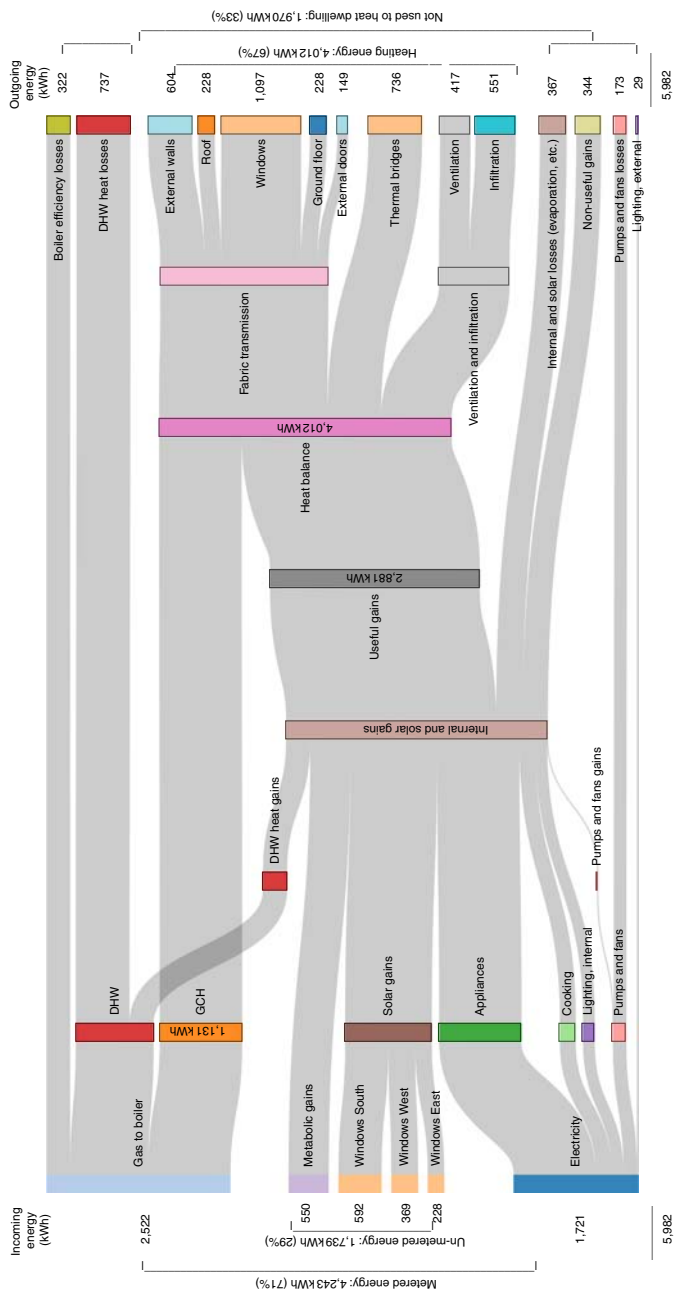 Incoming
energy
(kWh)
Metered energy: 4,243 kWh (71%)
Un-metered energy: 1,739 kWh (29%)
2,522
550
592
369
228
1,721
5,982
Gas to boiler
Metabolic gains
Windows South
Windows West
Windows East
Electricity
DHW
GCH
1,131 kWh
Solar gains
Appliances
Cooking
Lighting, internal
Pumps and fans
DHW heat gains
Pumps and fans gains
Internal and solar gains
Useful gains
2,881 kWh
Heat balance
4,012 kWh
Fabric transmission
Ventilation and infiltration
Boiler efficiency losses
DHW heat losses
External walls
Roof
Windows
Ground floor
External doors
Thermal bridges
Ventilation
Infiltration
Internal and solar losses (evaporation, etc.)
Non-useful gains
Pumps and fans losses
Lighting, external
Outgoing
energy
(kWh)
322
737
604
228
1,097
228
149
736
417
551
367
344
173
29
5,982
Heating energy: 4,012 kWh (67%)
Not used to heat dwelling: 1,970 kWh (33%)